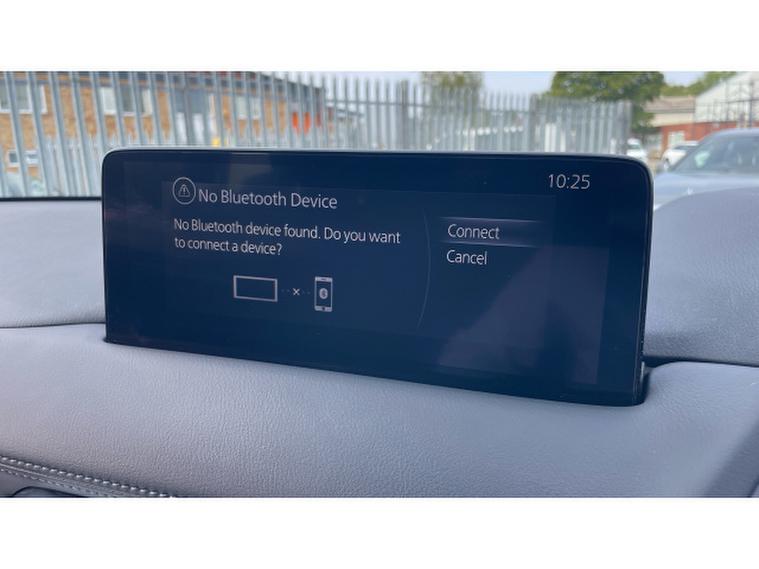 10:25
No Bluetooth Device
No Bluetooth device found. Do you want
to connect a device?
Connect
Cancel